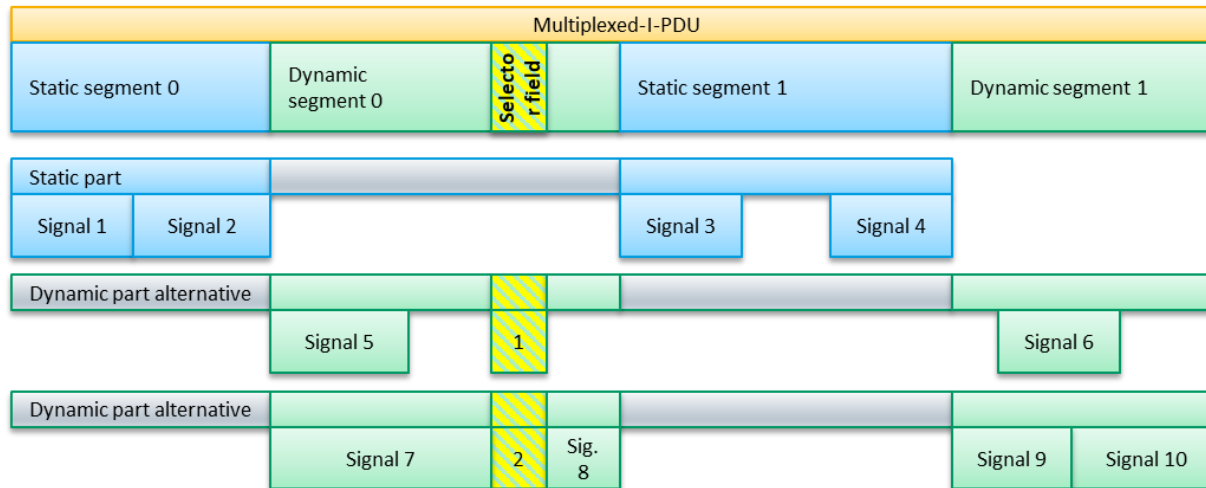 Multiplexed-I-PDU
Static segment 0
Dynamic
segment 0
Selecto
r field
Static segment 1
Dynamic segment 1
Static part
Signal 1
Signal 2
Signal 3
Signal 4
Dynamic part alternative
Signal 5
1
Signal 6
Dynamic part alternative
Signal 7
2
Sig.
8
Signal 9
Signal 10